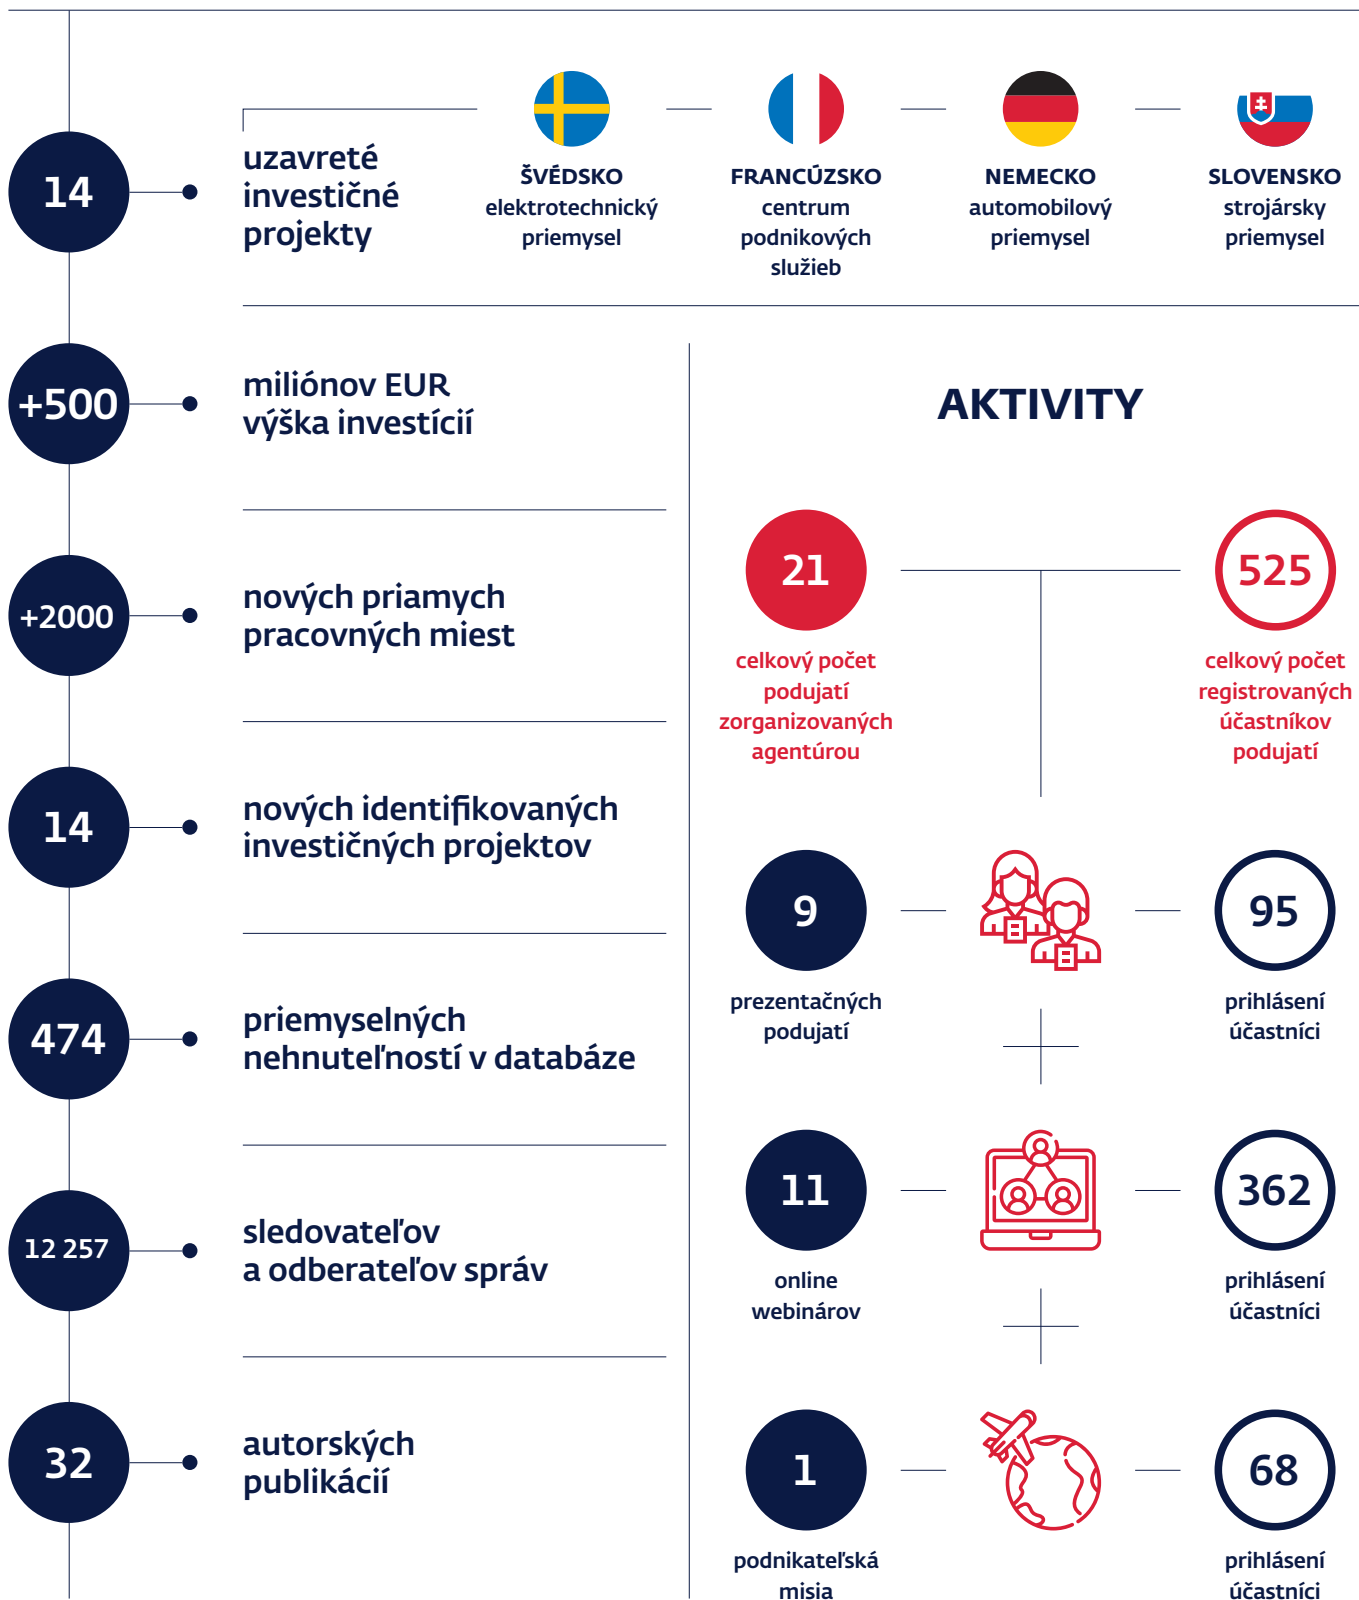 14
uzavreté
investičné
projekty
ŠVÉDSKO
elektrotechnický
priemysel
FRANCÚZSKO
centrum
podnikových
služieb
NEMECKO
automobilový
priemysel
SLOVENSKO
strojársky
priemysel
+500
miliónov EUR
výška investícií
+2000
nových priamych
pracovných miest
14
nových identifikovaných
investičných projektov
474
priemyselných
nehnuteľností v databáze
12 257
sledovateľov
a odberateľov správ
32
autorských
publikácií
AKTIVITY
21
celkový počet
podujatí
zorganizovaných
agentúrou
525
celkový počet
registrovaných
účastníkov
podujatí
9
prezentačných
podujatí
95
prihlásení
účastníci
11
online
webinárov
362
prihlásení
účastníci
1
podnikateľská
misia
68
prihlásení
účastníci